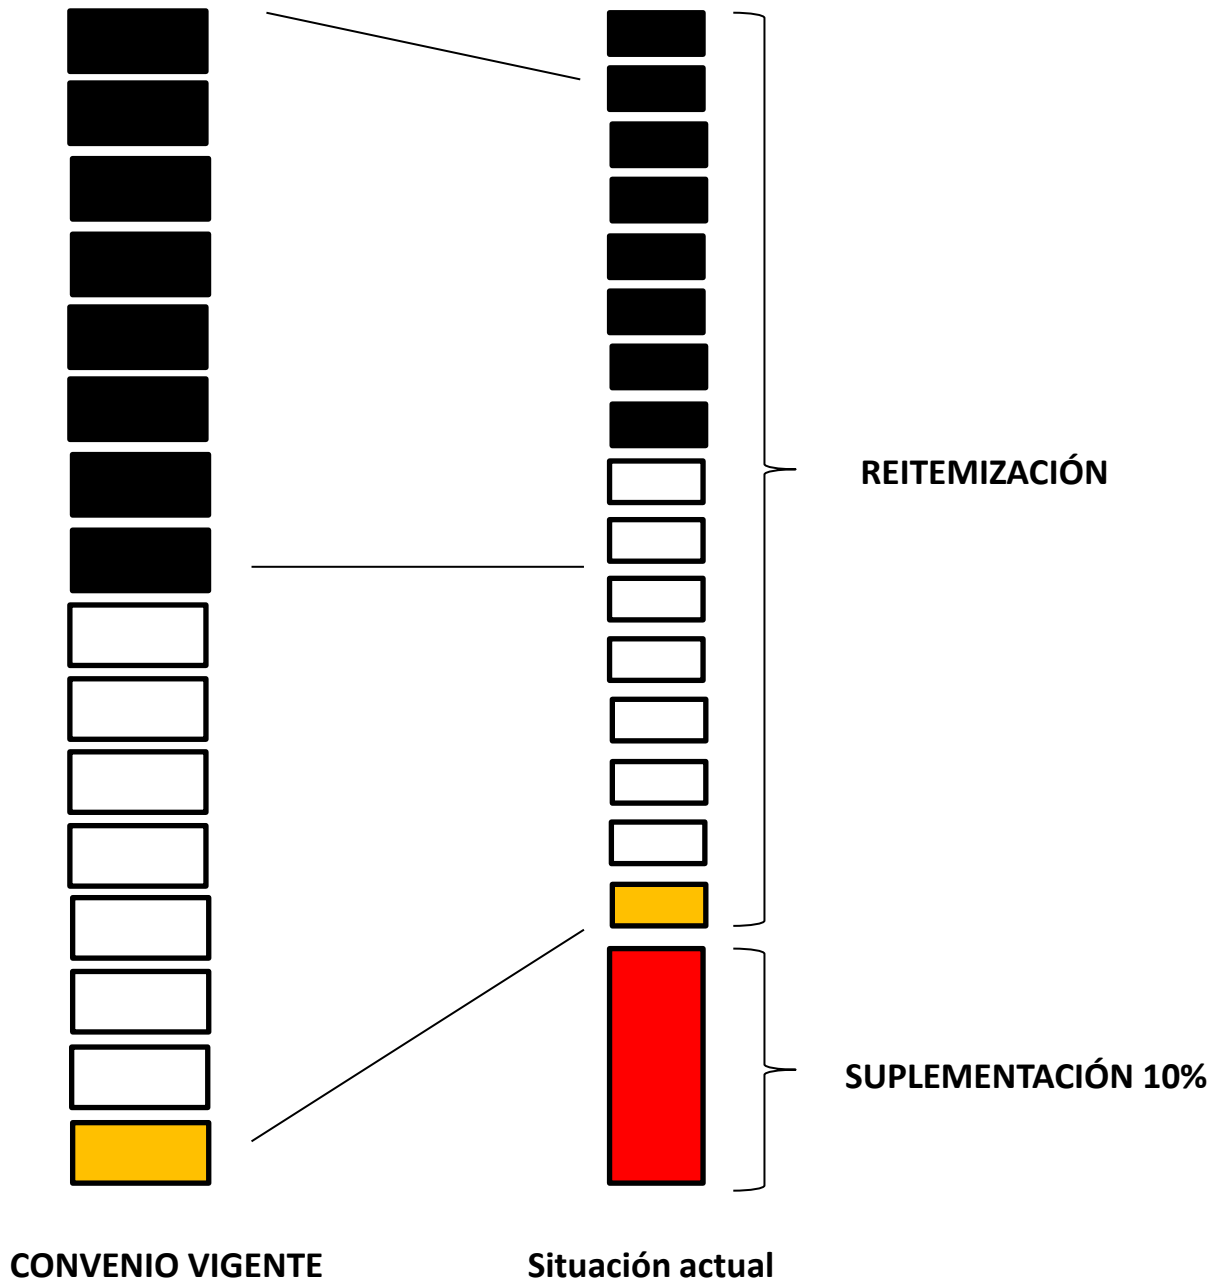 REITEMIZACIÓN
SUPLEMENTACIÓN 10%
CONVENIO VIGENTE
Situación actual